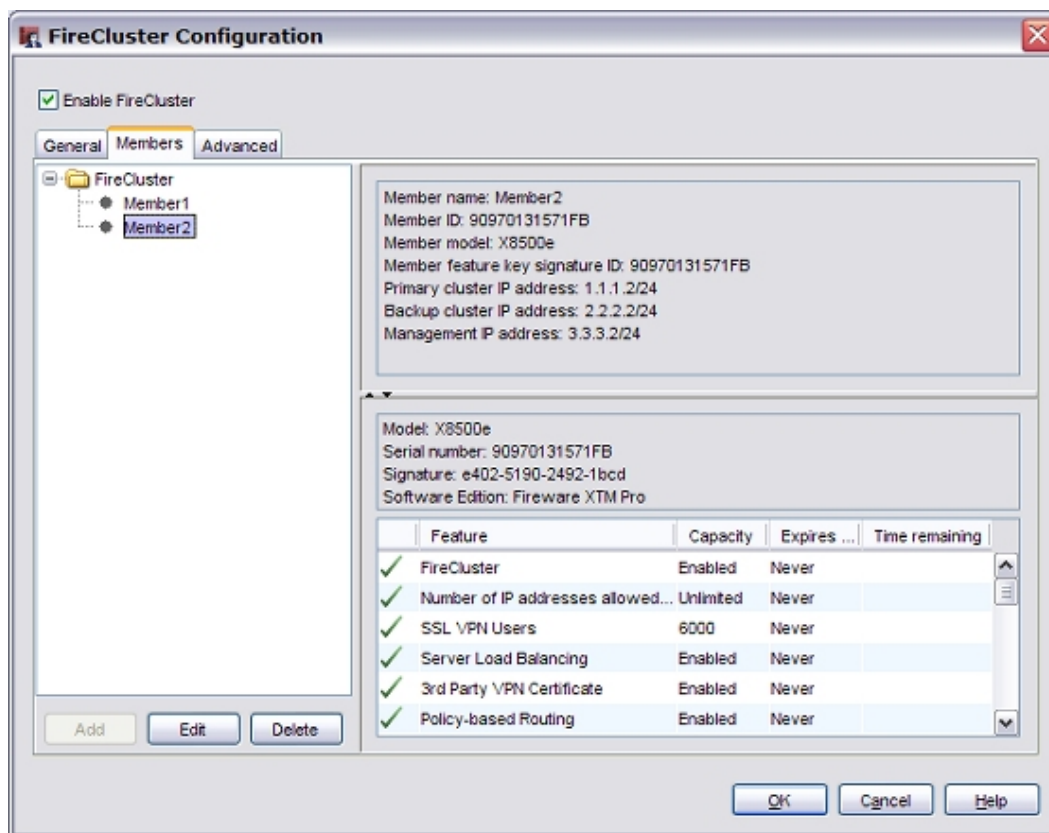 FireCluster Configuration
Enable FireCluster
General Members Advanced
FireCluster
Member1
Member2
Member name: Member2
Member ID: 90970131571FB
Member model: X8500e
Member feature key signature ID: 90970131571FB
Primary cluster IP address: 1.1.1.2/24
Backup cluster IP address: 2.2.2.2/24
Management IP address: 3.3.3.2/24
Model: X8500e
Serial number: 90970131571FB
Signature: e402-5190-2492-1bcd
Software Edition: Fireware XTM Pro
Feature Capacity Expires ... Time remaining
FireCluster Enabled Never
Number of IP addresses allowed... Unlimited Never
SSL VPN Users 6000 Never
Server Load Balancing Enabled Never
3rd Party VPN Certificate Enabled Never
Policy-based Routing Enabled Never
Add Edit Delete
OK Cancel Help